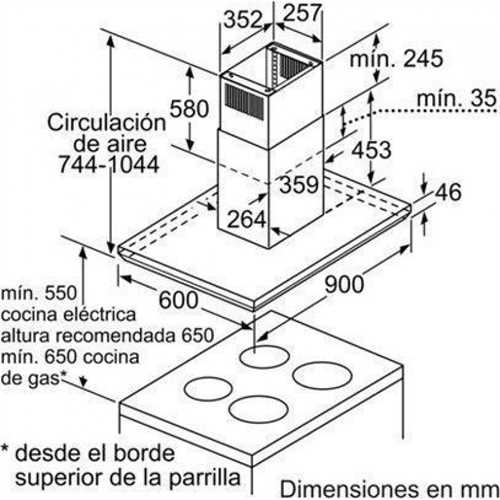 352
257
mín. 245
580
mín. 35
Circulación
de aire
744-1044
453
359
46
264
600
900
mín. 550
cocina eléctrica
altura recomendada 650
mín. 650 cocina
de gas*
* desde el borde
superior de la parrilla
Dimensiones en mm